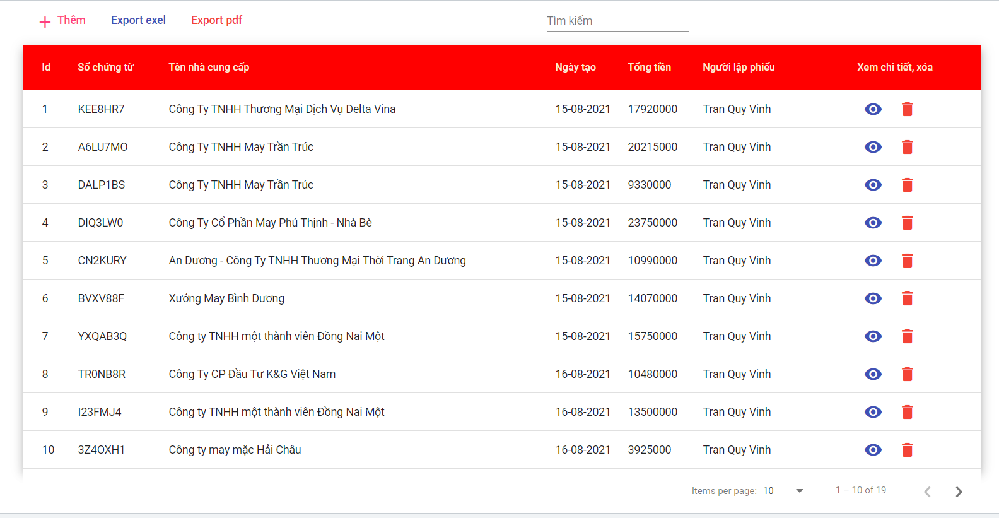 Thêm Export exel Export pdf Tìm kiếm
Id Số chứng từ Tên nhà cung cấp Ngày tạo Tổng tiền Người lập phiếu Xem chi tiết, xóa
1 KEE8HR7 Công Ty TNHH Thương Mại Dịch Vụ Delta Vina 15-08-2021 17920000 Tran Quy Vinh
2 A6LU7MO Công Ty TNHH May Trần Trúc 15-08-2021 20215000 Tran Quy Vinh
3 DALP1BS Công Ty TNHH May Trần Trúc 15-08-2021 9330000 Tran Quy Vinh
4 DIQ3LW0 Công Ty Cổ Phần May Phú Thịnh - Nhà Bè 15-08-2021 23750000 Tran Quy Vinh
5 CN2KURY An Dương - Công Ty TNHH Thương Mại Thời Trang An Dương 15-08-2021 10990000 Tran Quy Vinh
6 BVXV88F Xưởng May Bình Dương 15-08-2021 14070000 Tran Quy Vinh
7 YXQAB3Q Công ty TNHH một thành viên Đồng Nai Một 15-08-2021 15750000 Tran Quy Vinh
8 TR0NB8R Công Ty CP Đầu Tư K&G Việt Nam 16-08-2021 10480000 Tran Quy Vinh
9 I23FMJ4 Công ty TNHH một thành viên Đồng Nai Một 16-08-2021 13500000 Tran Quy Vinh
10 3Z4OXH1 Công ty may mặc Hải Châu 16-08-2021 3925000 Tran Quy Vinh
Items per page: 10 1 – 10 of 19